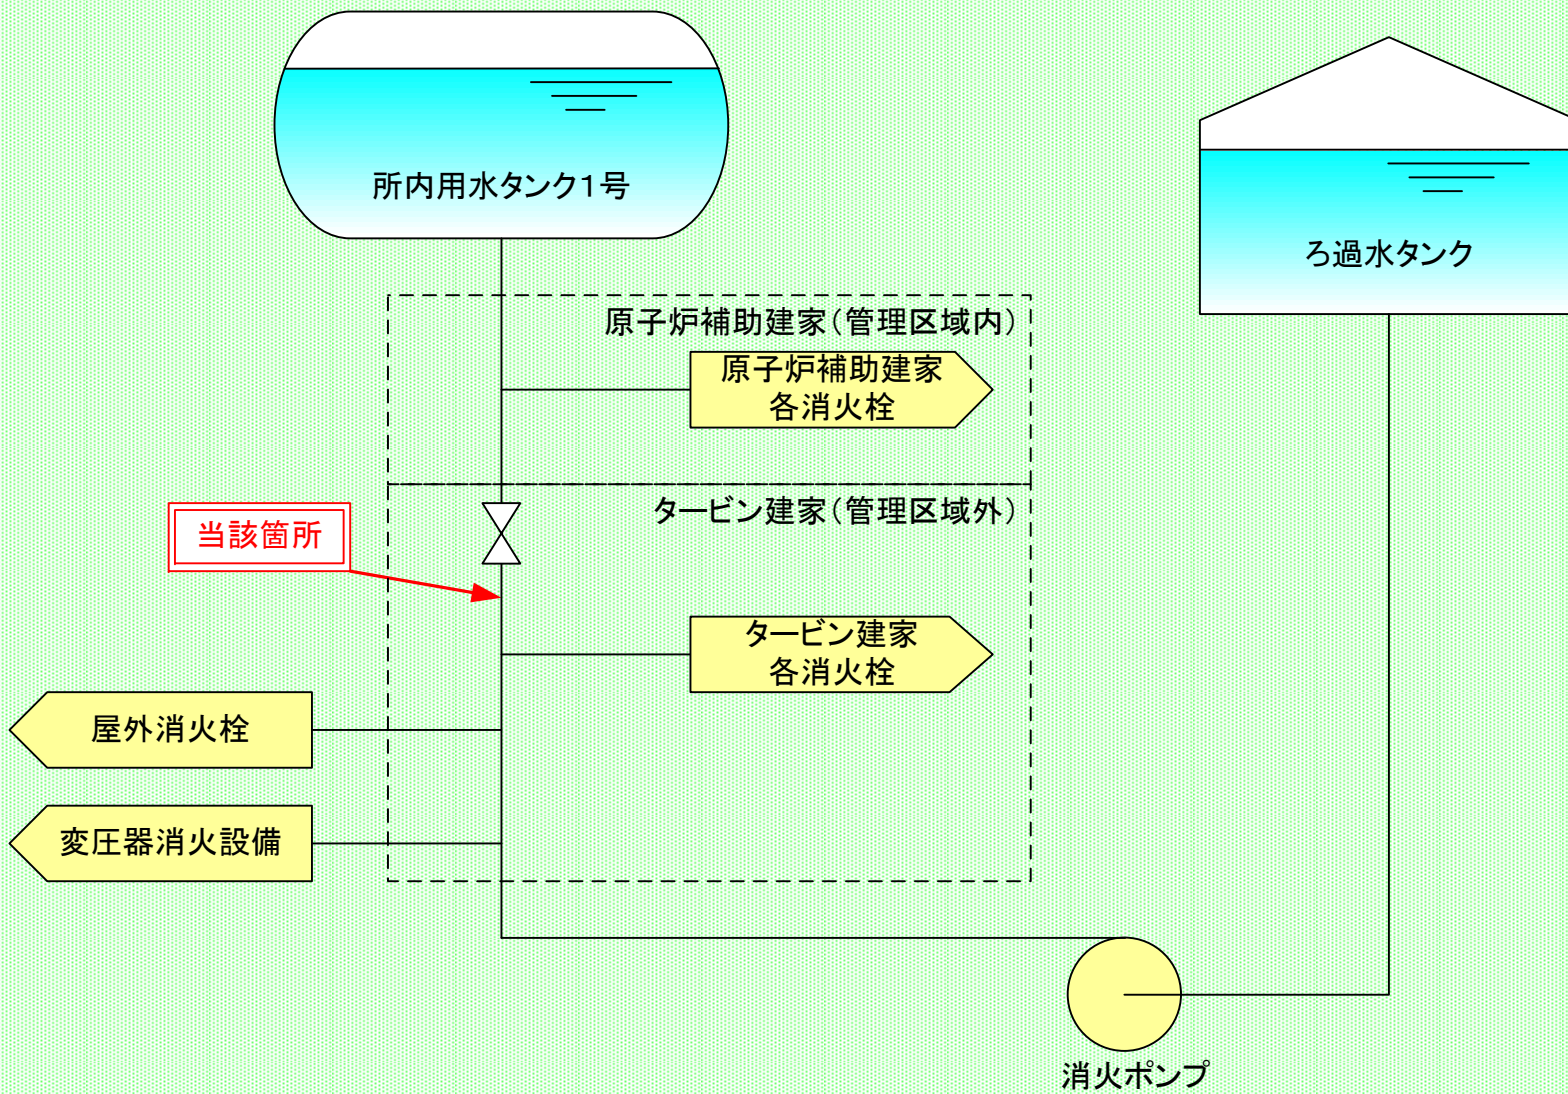 所内用水タンク１号
ろ過水タンク
原子炉補助建家（管理区域内）
原子炉補助建家
各消火栓
タービン建家（管理区域外）
当該箇所
タービン建家
各消火栓
屋外消火栓
変圧器消火設備
消火ポンプ